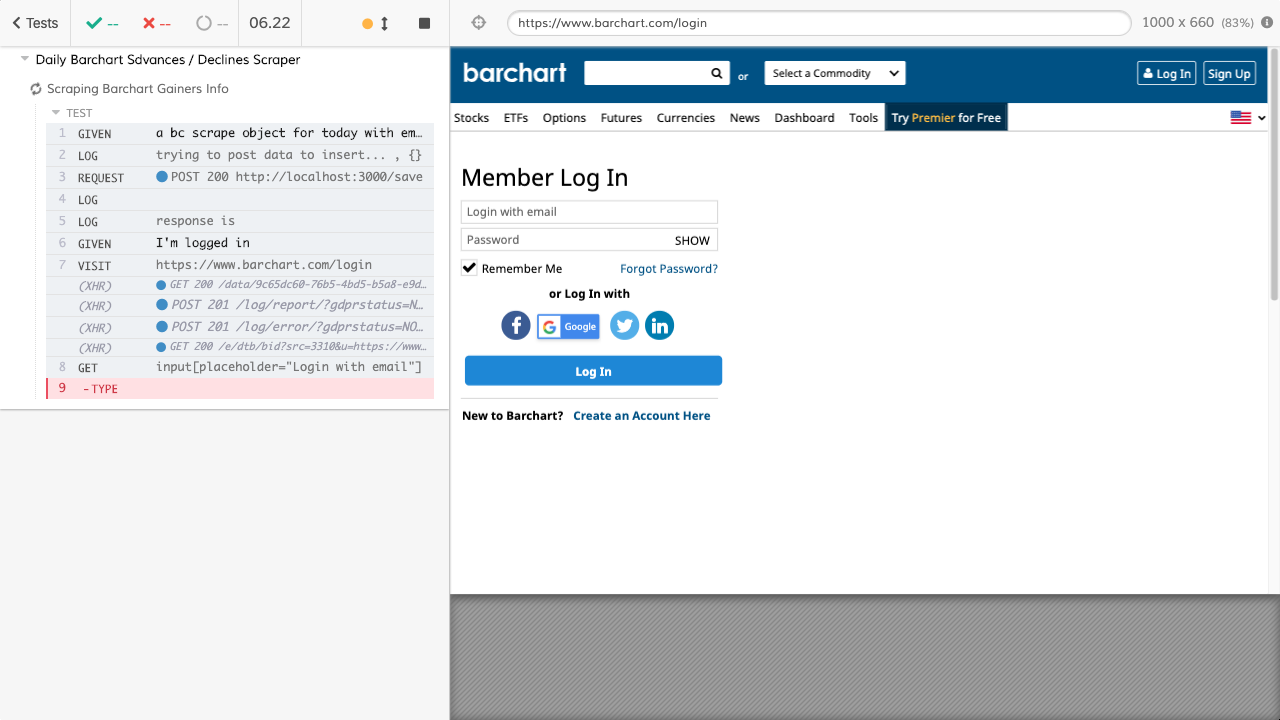 Tests
--
--
--
06.22
https://www.barchart.com/login
1000 x 660 (83%)
Daily Barchart Sdvances / Declines Scraper
Scraping Barchart Gainers Info
TEST
1 GIVEN a bc scrape object for today with em…
2 LOG trying to post data to insert... , {}
3 REQUEST POST 200 http://localhost:3000/save
4 LOG
5 LOG response is
6 GIVEN I'm logged in
7 VISIT https://www.barchart.com/login
(XHR) GET 200 /data/9c65dc60-76b5-4bd5-b5a8-e9d…
(XHR) POST 201 /log/report/?gdprstatus=N…
(XHR) POST 201 /log/error/?gdprstatus=NO…
(XHR) GET 200 /e/dtb/bid?src=3310&u=https://www…
8 GET input[placeholder="Login with email"]
9 -TYPE
barchart
or
Select a Commodity
Log In
Sign Up
Stocks ETFs Options Futures Currencies News Dashboard Tools Try Premier for Free
Member Log In
Login with email
Password SHOW
Remember Me Forgot Password?
or Log In with
Google
Log In
New to Barchart? Create an Account Here